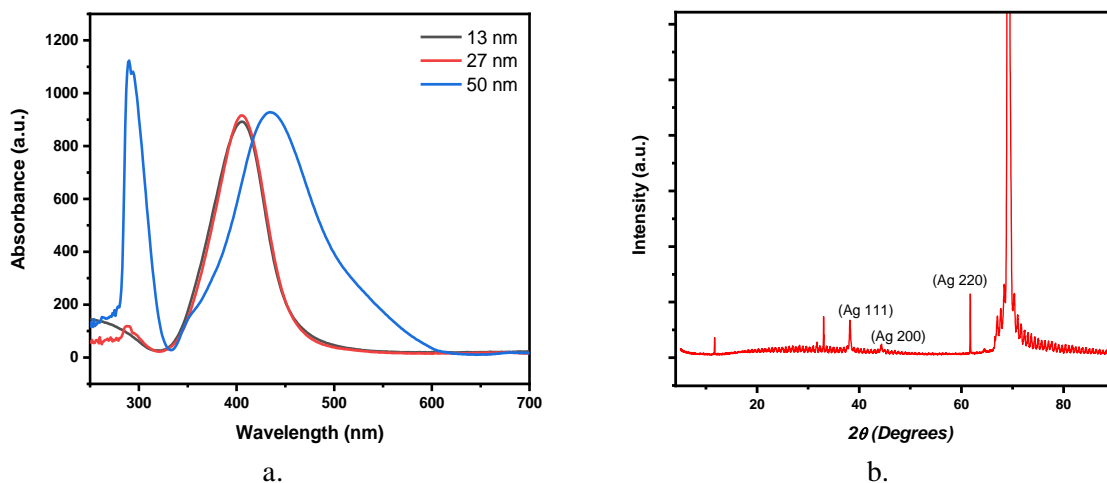 1200
1000
800
600
400
200
0
300 400 500 600 700
Absorbance (a.u.)
Wavelength (nm)
13 nm
27 nm
50 nm
a.
Intensity (a.u.)
(Ag 111)
(Ag 200)
(Ag 220)
20 40 60 80
2θ (Degrees)
b.